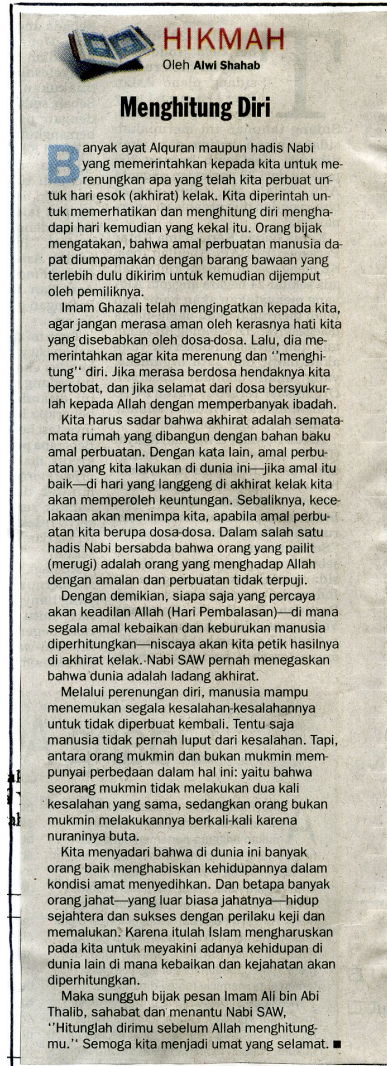 HIKMAH
Oleh Alwi Shahab
Menghitung Diri
Banyak ayat Alquran maupun hadis Nabi
yang memerintahkan kepada kita untuk me-
renungkan apa yang telah kita perbuat un-
tuk hari esok (akhirat) kelak. Kita diperintah un-
tuk memerhatikan dan menghitung diri mengha-
dapi hari kemudian yang kekal itu. Orang bijak
mengatakan, bahwa amal perbuatan manusia da-
pat diumpamakan dengan barang bawaan yang
terlebih dulu dikirim untuk kemudian dijemput
oleh pemiliknya.
Imam Ghazali telah mengingatkan kepada kita,
agar jangan merasa aman oleh kerasnya hati kita
yang disebabkan oleh dosa-dosa. Lalu, dia me-
merintahkan agar kita merenung dan ''menghi-
tung'' diri. Jika merasa berdosa hendaknya kita
bertobat, dan jika selamat dari dosa bersyukur-
lah kepada Allah dengan memperbanyak ibadah.
Kita harus sadar bahwa akhirat adalah semata-
mata rumah yang dibangun dengan bahan baku
amal perbuatan. Dengan kata lain, amal perbu-
atan yang kita lakukan di dunia ini—jika amal itu
baik—di hari yang langgeng di akhirat kelak kita
akan memperoleh keuntungan. Sebaliknya, kece-
lakaan akan menimpa kita, apabila amal perbu-
atan kita berupa dosa-dosa. Dalam salah satu
hadis Nabi bersabda bahwa orang yang pailit
(merugi) adalah orang yang menghadap Allah
dengan amalan dan perbuatan tidak terpuji.
Dengan demikian, siapa saja yang percaya
akan keadilan Allah (Hari Pembalasan)—di mana
segala amal kebaikan dan keburukan manusia
diperhitungkan—niscaya akan kita petik hasilnya
di akhirat kelak. Nabi SAW pernah menegaskan
bahwa dunia adalah ladang akhirat.
Melalui perenungan diri, manusia mampu
menemukan segala kesalahan-kesalahannya
untuk tidak diperbuat kembali. Tentu saja
manusia tidak pernah luput dari kesalahan. Tapi,
antara orang mukmin dan bukan mukmin mem-
punyai perbedaan dalam hal ini: yaitu bahwa
seorang mukmin tidak melakukan dua kali
kesalahan yang sama, sedangkan orang bukan
mukmin melakukannya berkali-kali karena
nuraninya buta.
Kita menyadari bahwa di dunia ini banyak
orang baik menghabiskan kehidupannya dalam
kondisi amat menyedihkan. Dan betapa banyak
orang jahat—yang luar biasa jahatnya—hidup
sejahtera dan sukses dengan perilaku keji dan
memalukan. Karena itulah Islam mengharuskan
pada kita untuk meyakini adanya kehidupan di
dunia lain di mana kebaikan dan kejahatan akan
diperhitungkan.
Maka sungguh bijak pesan Imam Ali bin Abi
Thalib, sahabat dan menantu Nabi SAW,
''Hitunglah dirimu sebelum Allah menghitung-
mu.'' Semoga kita menjadi umat yang selamat. ■